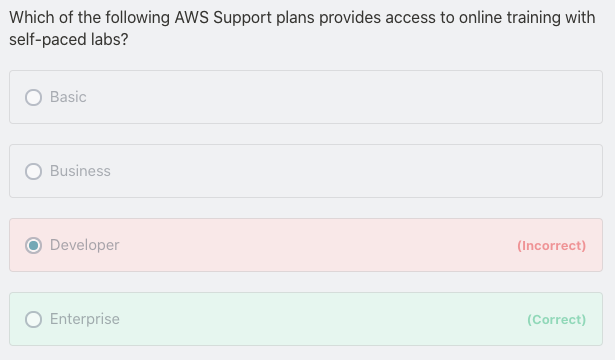 Which of the following AWS Support plans provides access to online training with
self-paced labs?
Basic
Business
Developer (Incorrect)
Enterprise (Correct)